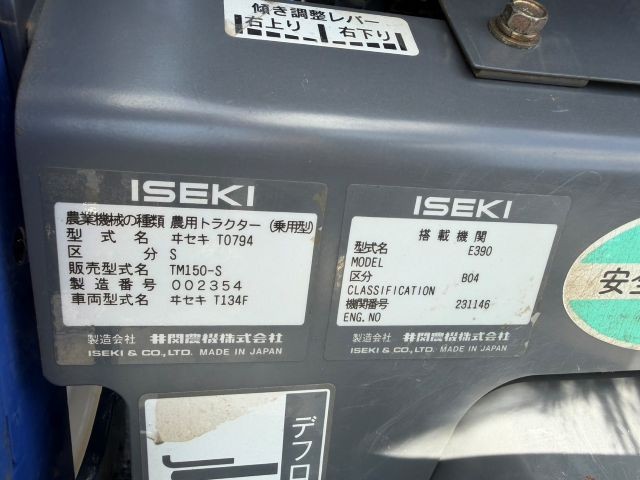 傾き調整レバー
右上り 右下り
ISEKI
農業機械の種類 農用トラクター (乗用型)
型式名 ヰセキ T0794
区分 S
販売型式名 TM150-S
製造番号 002354
車両型式名 ヰセキ T134F
製造会社 井関農機株式会社
ISEKI & CO., LTD. MADE IN JAPAN
ISEKI
搭載機関
型式名 E390
MODEL
区分 B04
CLASSIFICATION
機関番号 231146
ENG. NO
製造会社 井関農機株式会社
ISEKI & CO., LTD. MADE IN JAPAN
安全
デフロ